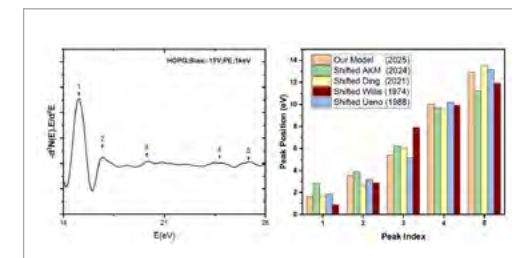 HOPG;Bias:-15V;PE:1keV
1
2
3
4
5
-d²N(E).E/dE
16
21
26
E(eV)
Our Model (2025)
Shifted AKM (2024)
Shifted Ding (2021)
Shifted Willis (1974)
Shifted Ueno (1988)
14
12
10
8
6
4
2
0
Peak Position (eV)
1
2
3
4
5
Peak Index